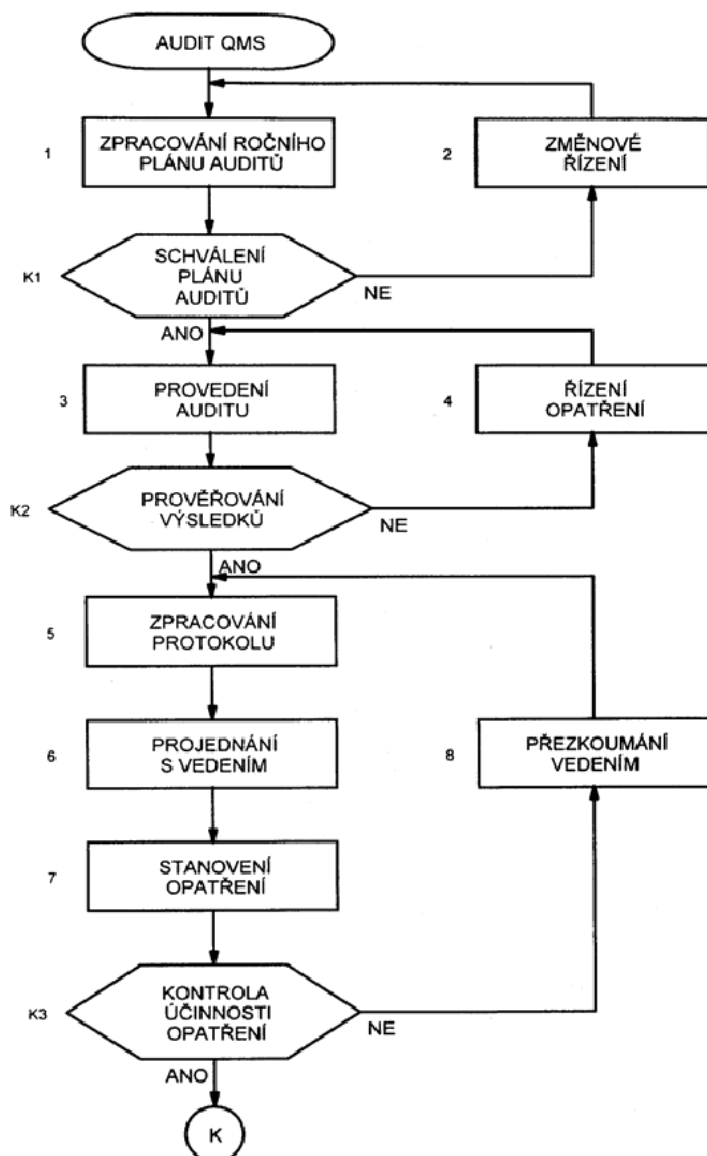 AUDIT QMS
1
ZPRACOVÁNÍ ROČNÍHO
PLÁNU AUDITŮ
2
ZMĚNOVÉ
ŘÍZENÍ
K1
SCHVÁLENÍ
PLÁNU
AUDITŮ
NE
ANO
3
PROVEDENÍ
AUDITU
4
ŘÍZENÍ
OPATŘENÍ
K2
PROVĚŘOVÁNÍ
VÝSLEDKŮ
NE
ANO
5
ZPRACOVÁNÍ
PROTOKOLU
6
PROJEDNÁNÍ
S VEDENÍM
8
PŘEZKOUMÁNÍ
VEDENÍM
7
STANOVENÍ
OPATŘENÍ
K3
KONTROLA
ÚČINNOSTI
OPATŘENÍ
NE
ANO
K